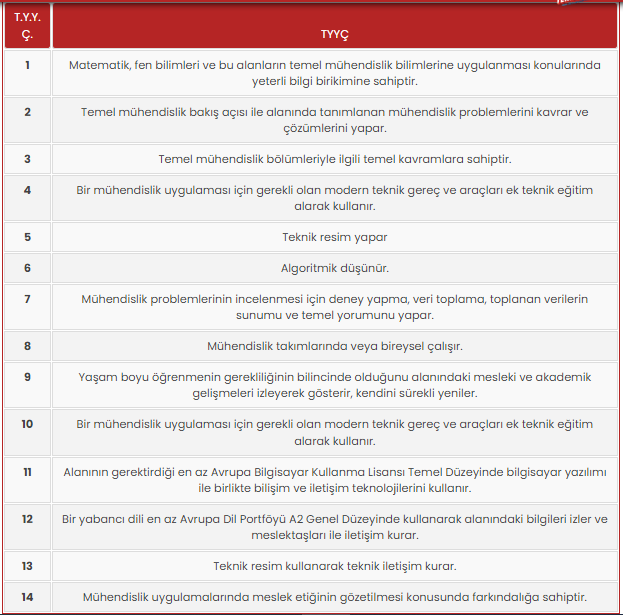 T.Y.Y.
Ç.
TYYÇ
1
Matematik, fen bilimleri ve bu alanların temel mühendislik bilimlerine uygulanması konularında
yeterli bilgi birikimine sahiptir.
2
Temel mühendislik bakış açısı ile alanında tanımlanan mühendislik problemlerini kavrar ve
çözümlerini yapar.
3
Temel mühendislik bölümleriyle ilgili temel kavramlara sahiptir.
4
Bir mühendislik uygulaması için gerekli olan modern teknik gereç ve araçları ek teknik eğitim
alarak kullanır.
5
Teknik resim yapar
6
Algoritmik düşünür.
7
Mühendislik problemlerinin incelenmesi için deney yapma, veri toplama, toplanan verilerin
sunumu ve temel yorumunu yapar.
8
Mühendislik takımlarında veya bireysel çalışır.
9
Yaşam boyu öğrenmenin gerekliliğinin bilincinde olduğunu alanındaki mesleki ve akademik
gelişmeleri izleyerek gösterir, kendini sürekli yeniler.
10
Bir mühendislik uygulaması için gerekli olan modern teknik gereç ve araçları ek teknik eğitim
alarak kullanır.
11
Alanının gerektirdiği en az Avrupa Bilgisayar Kullanma Lisansı Temel Düzeyinde bilgisayar yazılımı
ile birlikte bilişim ve iletişim teknolojilerini kullanır.
12
Bir yabancı dili en az Avrupa Dil Portföyü A2 Genel Düzeyinde kullanarak alanındaki bilgileri izler ve
meslektaşları ile iletişim kurar.
13
Teknik resim kullanarak teknik iletişim kurar.
14
Mühendislik uygulamalarında meslek etiğinin gözetilmesi konusunda farkındalığa sahiptir.